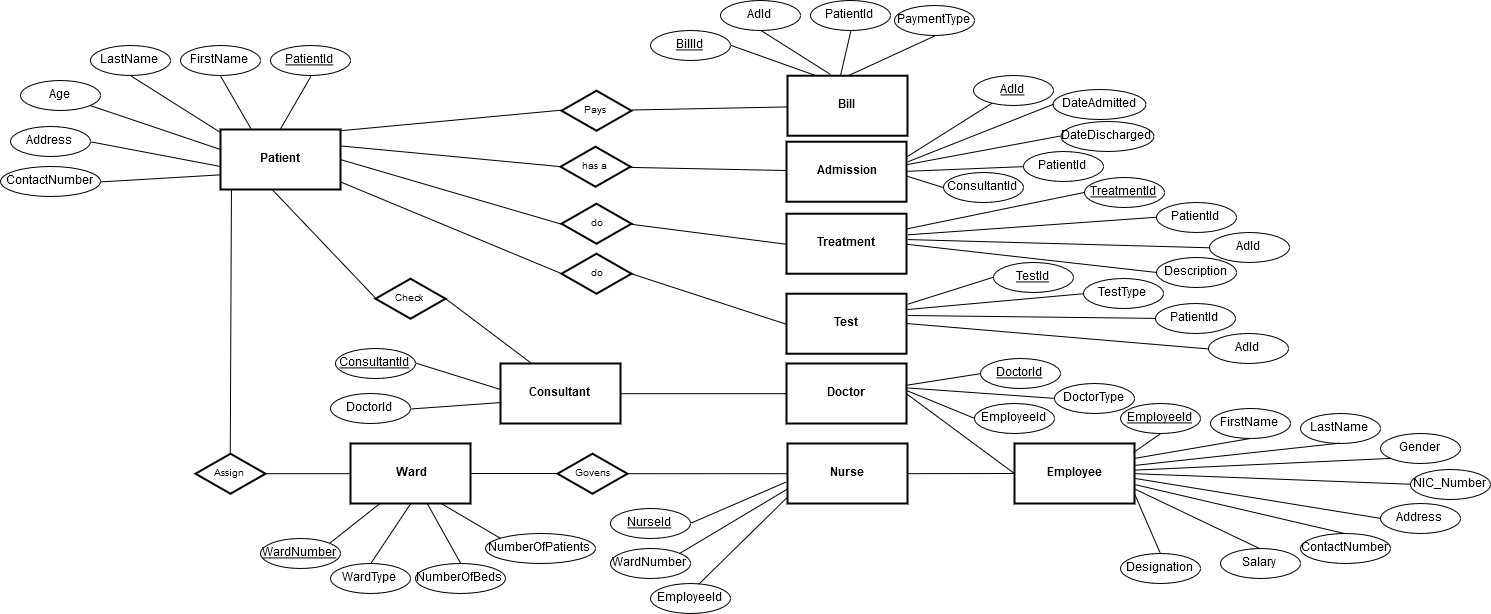 AdId
PatientId
PaymentType
BillId
LastName
FirstName
PatientId
Age
Address
ContactNumber
Patient
Pays
Bill
has a
Admission
AdId
DateAdmitted
DateDischarged
PatientId
ConsultantId
do
Treatment
TreatmentId
PatientId
AdId
Description
do
Test
TestId
TestType
PatientId
AdId
Check
ConsultantId
DoctorId
Consultant
Doctor
DoctorId
DoctorType
EmployeeId
EmployeeId
FirstName
LastName
Gender
NIC_Number
Address
ContactNumber
Salary
Designation
Assign
Ward
Govens
Nurse
Employee
WardNumber
WardType
NumberOfBeds
NumberOfPatients
NurseId
WardNumber
EmployeeId